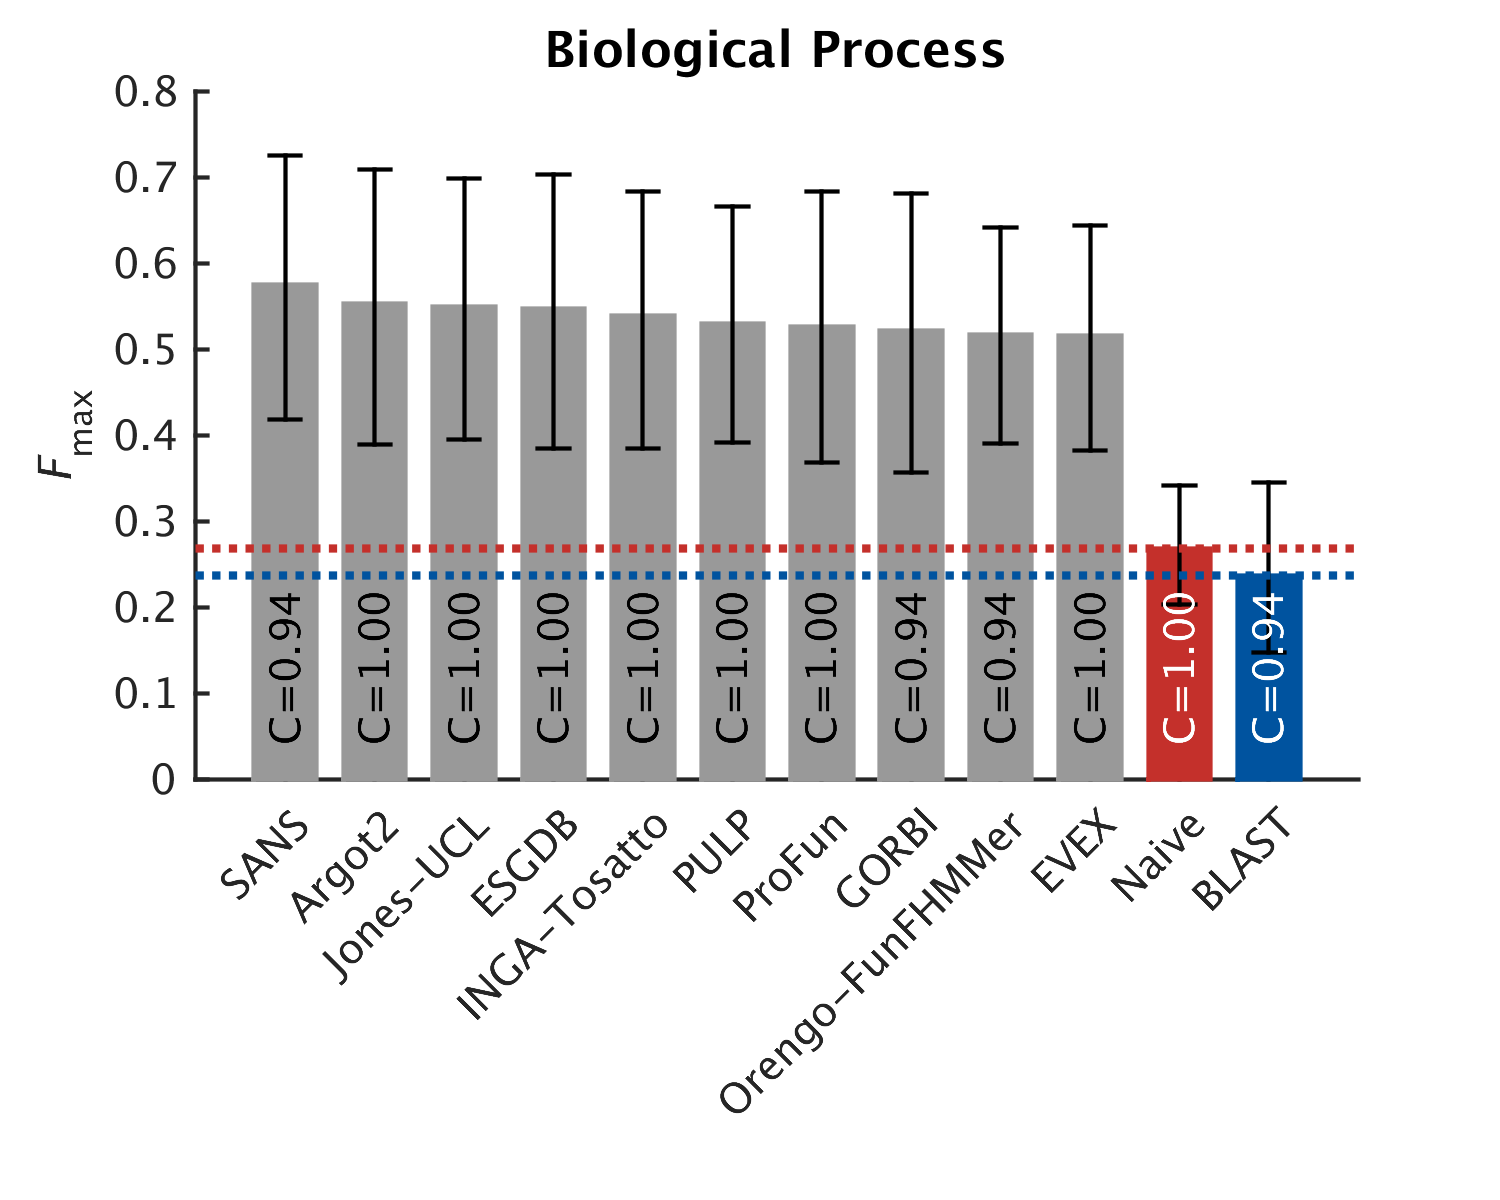 Biological Process
0.8
0.7
0.6
0.5
0.4
0.3
0.2
0.1
0
Fmax
C=0.94
C=1.00
C=1.00
C=1.00
C=1.00
C=1.00
C=1.00
C=0.94
C=0.94
C=1.00
C=1.00
C=0.94
SANS
Argot2
Jones-UCL
ESGDB
INGA-Tosatto
PULP
ProFun
GORBI
Orengo-FunFHMMer
EVEX
Naive
BLAST